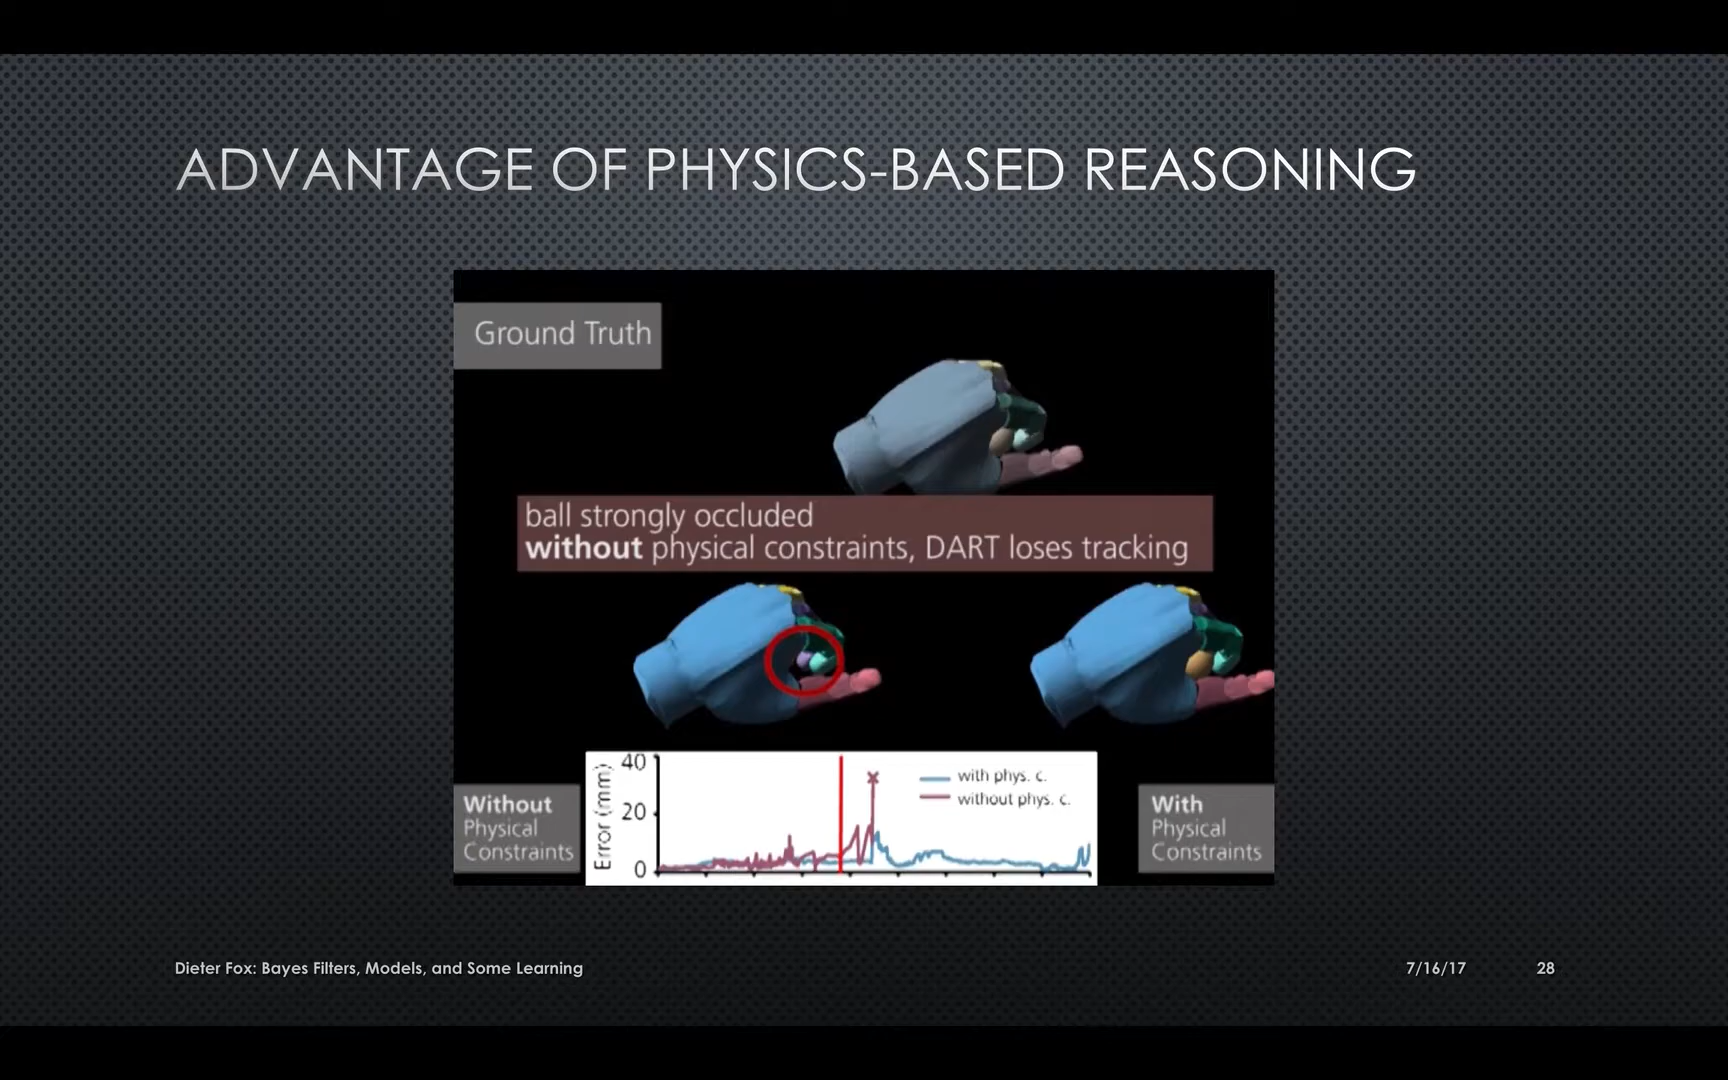 ADVANTAGE OF PHYSICS-BASED REASONING
Ground Truth
ball strongly occluded
without physical constraints, DART loses tracking
Without
Physical
Constraints
Error (mm)
40
20
0
with phys. c.
without phys. c.
With
Physical
Constraints
Dieter Fox: Bayes Filters, Models, and Some Learning
7/16/17
28